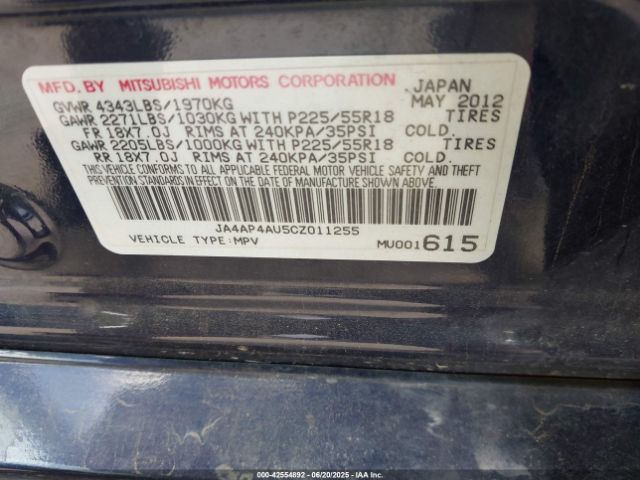 MFD. BY MITSUBISHI MOTORS CORPORATION JAPAN
GVWR 4343LBS/1970KG MAY 2012
GAWR 2271LBS/1030KG WITH P225/55R18 TIRES
FR 18X7.0J RIMS AT 240KPA/35PSI COLD.
GAWR 2205LBS/1000KG WITH P225/55R18 TIRES
RR 18X7.0J RIMS AT 240KPA/35PSI COLD.
THIS VEHICLE CONFORMS TO ALL APPLICABLE FEDERAL MOTOR VEHICLE SAFETY AND THEFT
PREVENTION STANDARDS IN EFFECT ON THE DATE OF MANUFACTURE SHOWN ABOVE.
JA4AP4AU5CZ011255
VEHICLE TYPE:MPV MU001615
© IAA - 42554892 - 06/20/2025 - IAAI.COM